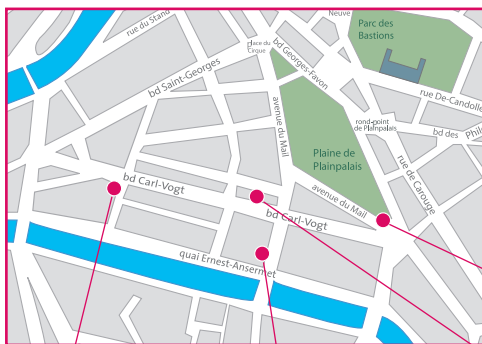 Neuve
Parc des
Bastions
rue du Stand
place du
Cirque
bd Georges-Favon
bd Saint-Georges
rue De-Candolle
avenue du Mail
rond-point
de Plainpalais
bd des Phil
Plaine de
Plainpalais
rue de Carouge
bd Carl-Vogt
avenue du Mail
bd Carl-Vogt
quai Ernest-Ansermet